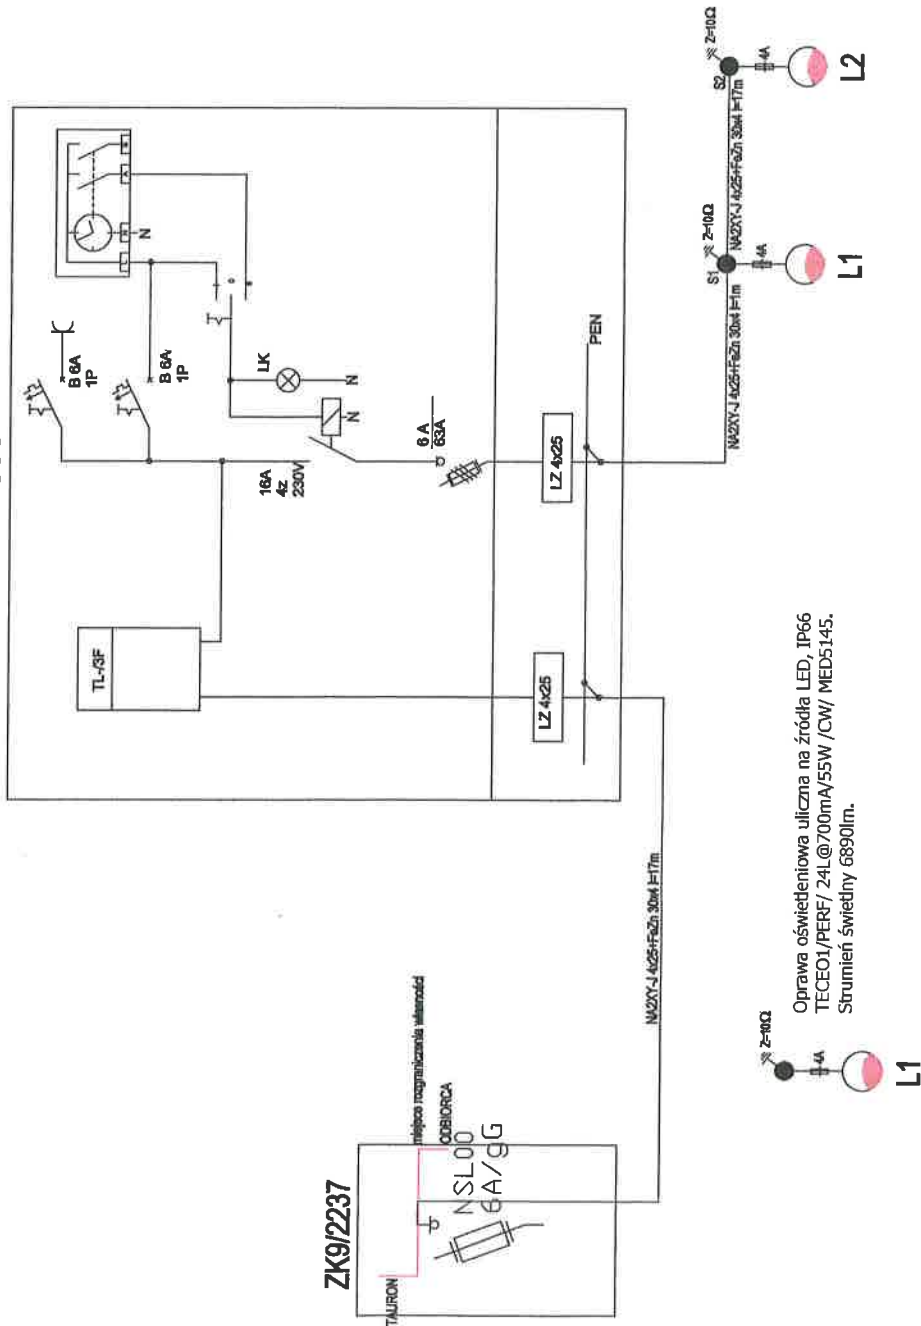 ZK9/2237
TAURON
miejsce rozgraniczenia własności
ODBIORCA
NSL00
6A/gG
NA2XY-J 4x25+FeZn 30x4 l=17m
TL-/3F
B 6A
1P
B 6A
1P
L
N
A
N
LK
N
N
16A
4z
230V
6 A
63A
LZ 4x25
LZ 4x25
PEN
NA2XY-J 4x25+FeZn 30x4 l=1m
S1
Z=10Ω
4A
L1
NA2XY-J 4x25+FeZn 30x4 l=17m
S2
Z=10Ω
4A
L2
Z=10Ω
4A
L1
Oprawa oświetleniowa uliczna na źródła LED, IP66
TECEO1/PERF/ 24L@700mA/55W /CW/ MED5145.
Strumień świetlny 6890lm.